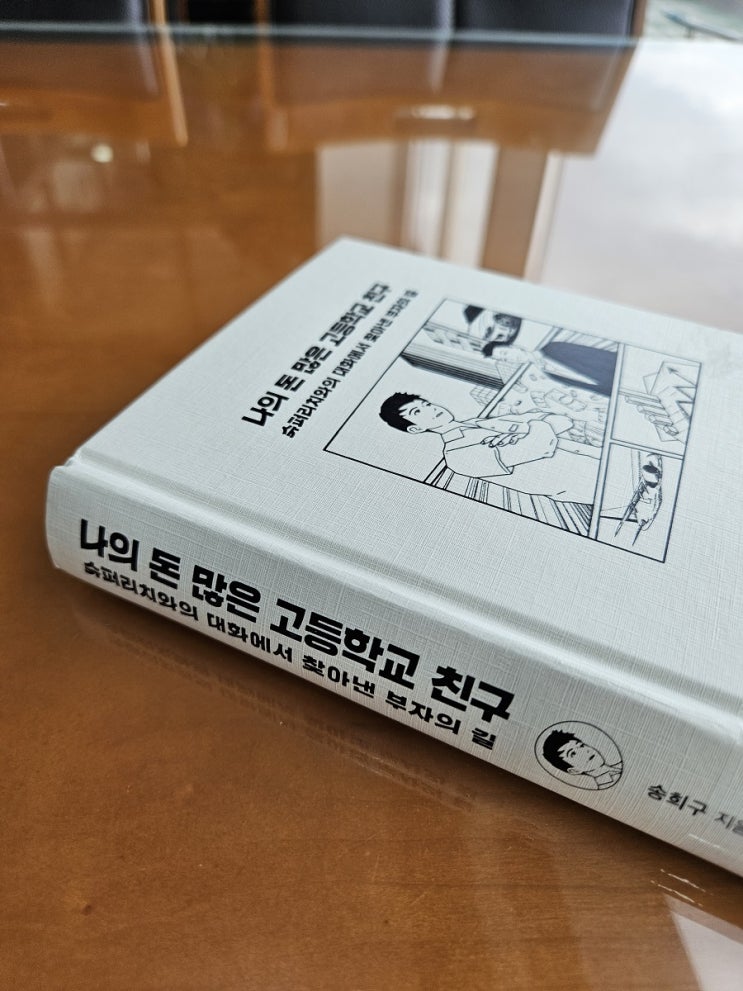 나의 돈 많은 고등학교 친구
슈퍼리치와의 대화에서 찾아낸 부자의 길
나의 돈 많은 고등학교 친구
슈퍼리치와의 대화에서 찾아낸 부자의 길
송희구 지음